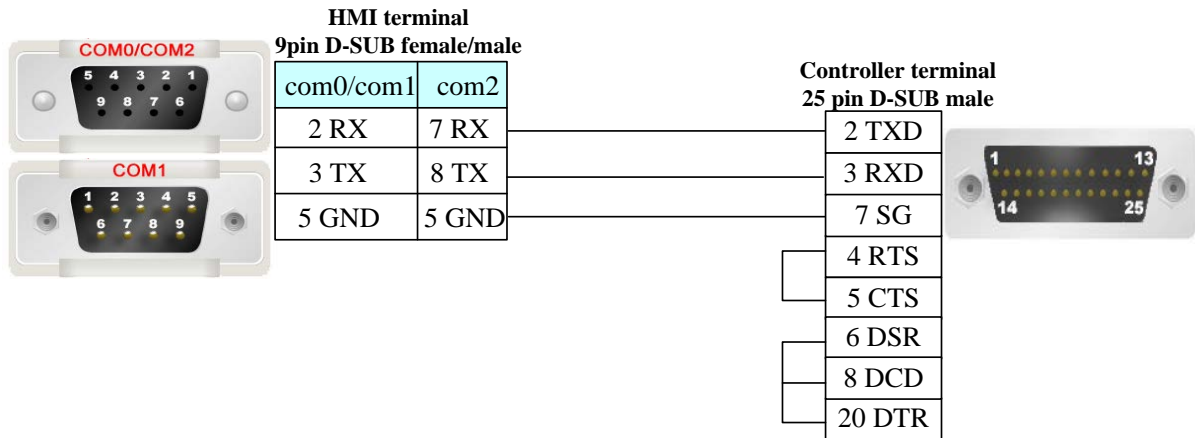 HMI terminal
9pin D-SUB female/male
COM0/COM2
5 4 3 2 1
9 8 7 6
COM1
1 2 3 4 5
6 7 8 9
com0/com1 com2
2 RX 7 RX
3 TX 8 TX
5 GND 5 GND
Controller terminal
25 pin D-SUB male
2 TXD
3 RXD
7 SG
4 RTS
5 CTS
6 DSR
8 DCD
20 DTR
1 13
14 25